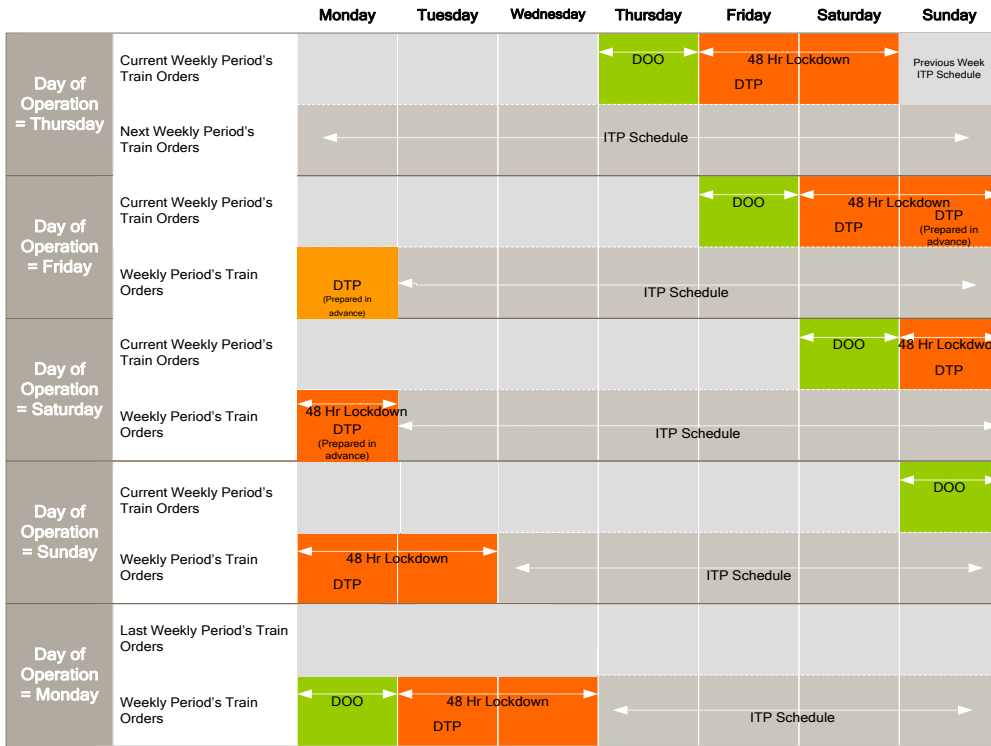 Monday Tuesday Wednesday Thursday Friday Saturday Sunday
Day of
Operation
= Thursday
Current Weekly Period's
Train Orders
DOO
48 Hr Lockdown
DTP
Previous Week
ITP Schedule
Next Weekly Period's
Train Orders
ITP Schedule
Day of
Operation
= Friday
Current Weekly Period's
Train Orders
DOO
48 Hr Lockdown
DTP
DTP
(Prepared in
advance)
Weekly Period's Train
Orders
DTP
(Prepared in
advance)
ITP Schedule
Day of
Operation
= Saturday
Current Weekly Period's
Train Orders
DOO
48 Hr Lockdwo
DTP
Weekly Period's Train
Orders
48 Hr Lockdown
DTP
(Prepared in
advance)
ITP Schedule
Day of
Operation
= Sunday
Current Weekly Period's
Train Orders
DOO
Weekly Period's Train
Orders
48 Hr Lockdown
DTP
ITP Schedule
Day of
Operation
= Monday
Last Weekly Period's Train
Orders
Weekly Period's Train
Orders
DOO
48 Hr Lockdown
DTP
ITP Schedule